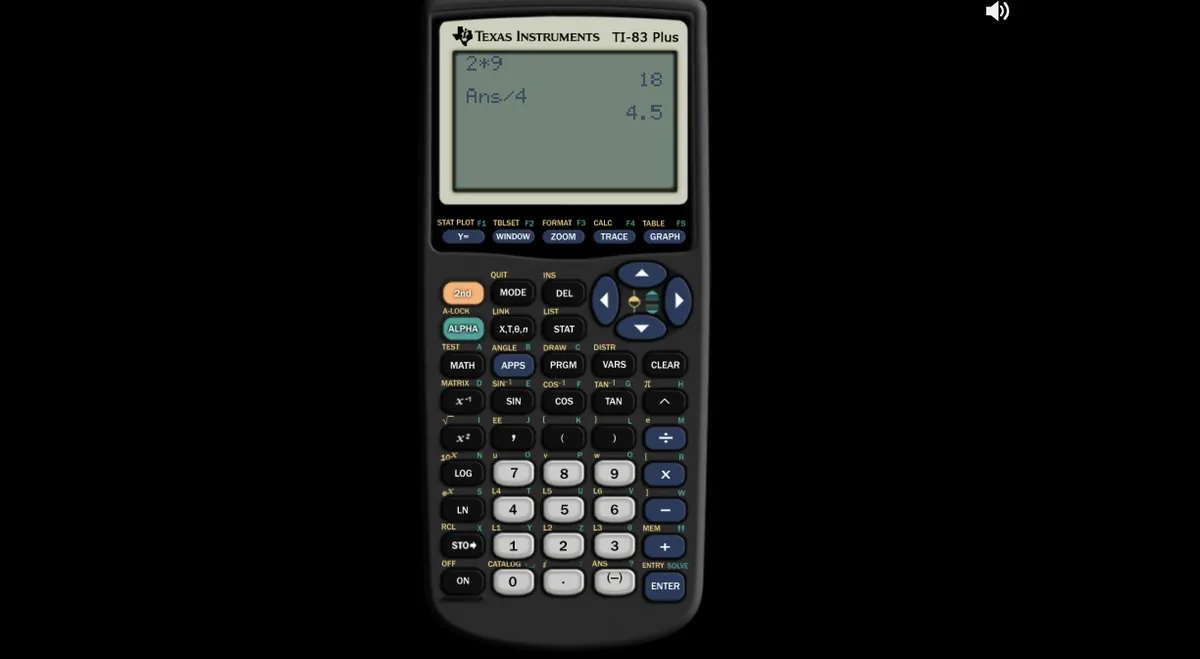 TEXAS INSTRUMENTS TI-83 Plus
2*9
18
Ans/4
4.5
STAT PLOT F1 TBLSET F2 FORMAT F3 CALC F4 TABLE F5
Y= WINDOW ZOOM TRACE GRAPH
QUIT INS
2nd MODE DEL
A-LOCK LINK LIST
ALPHA X,T,θ,n STAT
TEST A ANGLE B DRAW C DISTR
MATH APPS PRGM VARS CLEAR
MATRIX D SIN-1 E COS-1 F TAN-1 G π H
x-1 SIN COS TAN ^
√ I EE J { K } L e M
x² , ( ) ÷
10x N u O v P w Q [ R
LOG 7 8 9 x
ex S L4 T L5 U L6 V ] W
LN 4 5 6 −
RCL X L1 Y L2 Z L3 θ MEM "
STO➔ 1 2 3 +
OFF CATALOG i : ANS ? ENTRY SOLVE
ON 0 . (−) ENTER